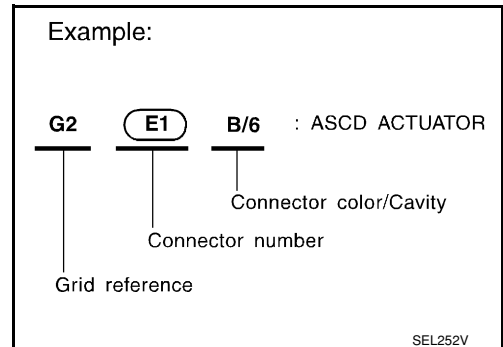 Example:
G2 E1 B/6 : ASCD ACTUATOR
Connector color/Cavity
Connector number
Grid reference
SEL252V